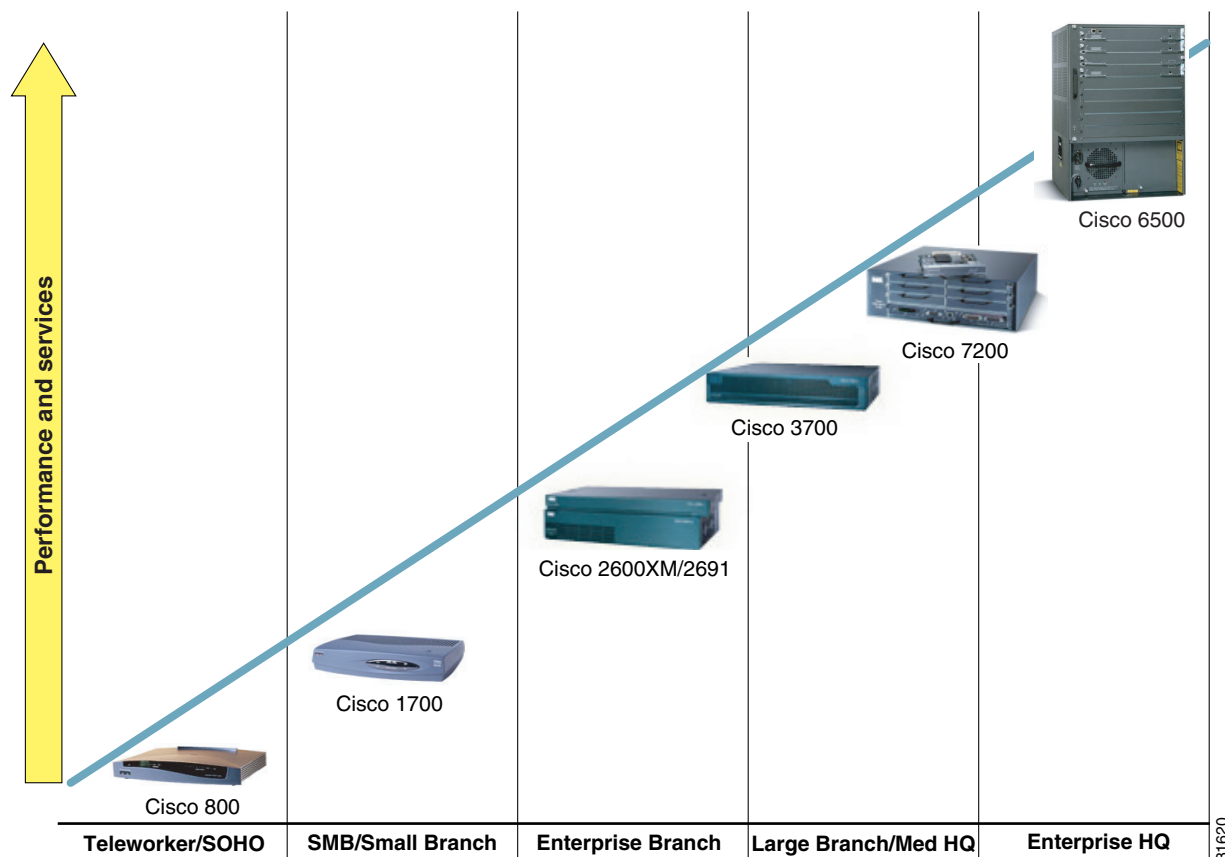 Performance and services
Cisco 6500
Cisco 7200
Cisco 3700
Cisco 2600XM/2691
Cisco 1700
Cisco 800
Teleworker/SOHO
SMB/Small Branch
Enterprise Branch
Large Branch/Med HQ
Enterprise HQ